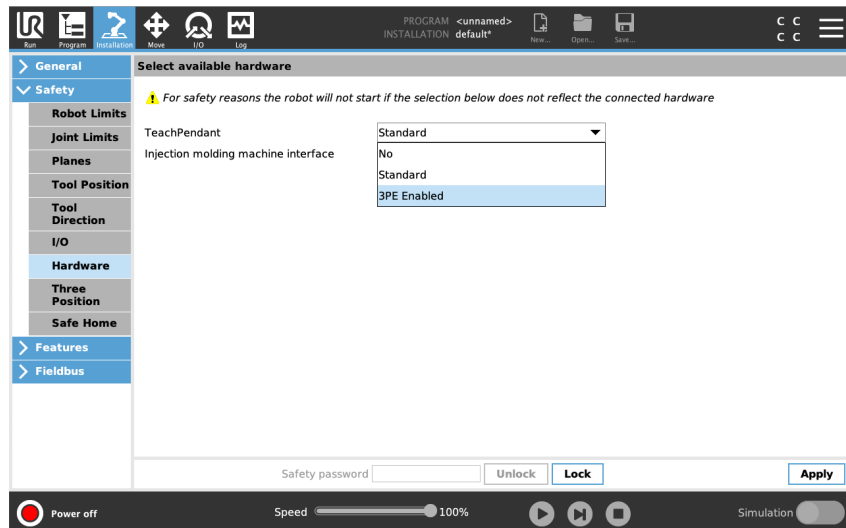 UR
Run
Program
Installation
Move
I/O
Log
PROGRAM <unnamed>
INSTALLATION default*
New...
Open...
Save...
C C
C C
General
Safety
Robot Limits
Joint Limits
Planes
Tool Position
Tool
Direction
I/O
Hardware
Three
Position
Safe Home
Features
Fieldbus
Select available hardware
For safety reasons the robot will not start if the selection below does not reflect the connected hardware
TeachPendant
Standard
Injection molding machine interface
No
Standard
3PE Enabled
Safety password
Unlock
Lock
Apply
Power off
Speed
100%
Simulation